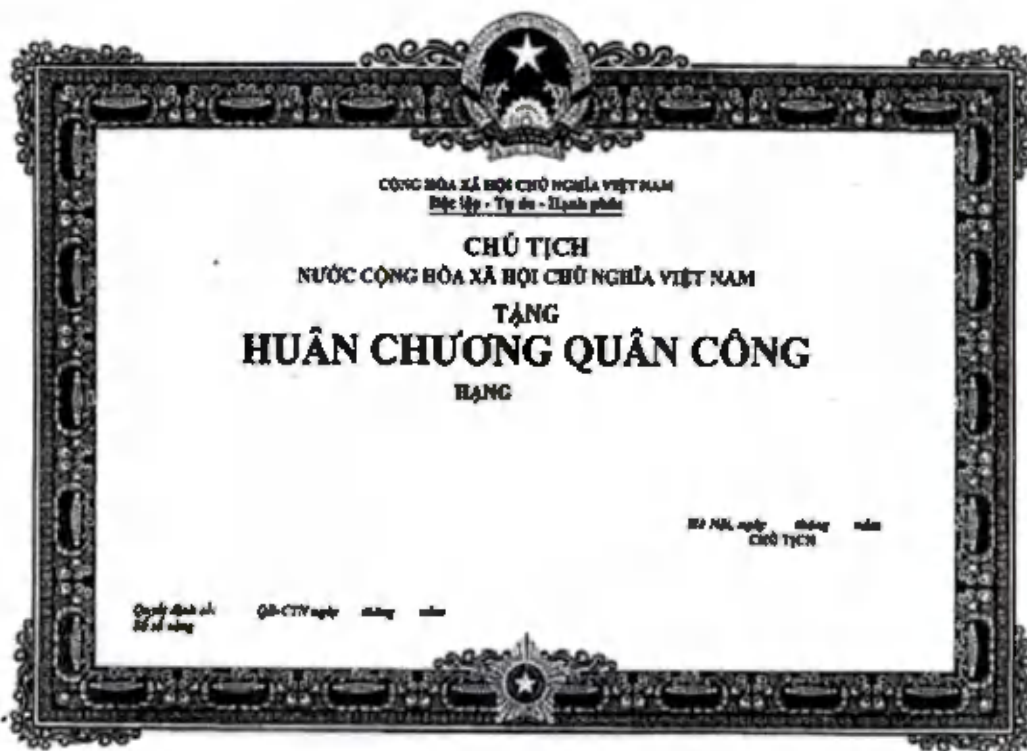 CỘNG HÒA XÃ HỘI CHỦ NGHĨA VIỆT NAM
Độc lập - Tự do - Hạnh phúc
CHỦ TỊCH
NƯỚC CỘNG HÒA XÃ HỘI CHỦ NGHĨA VIỆT NAM
TẶNG
HUÂN CHƯƠNG QUÂN CÔNG
HẠNG
Hà Nội, ngày tháng năm
CHỦ TỊCH
Quyết định số: QĐ-CTN ngày tháng năm
Số sổ vàng